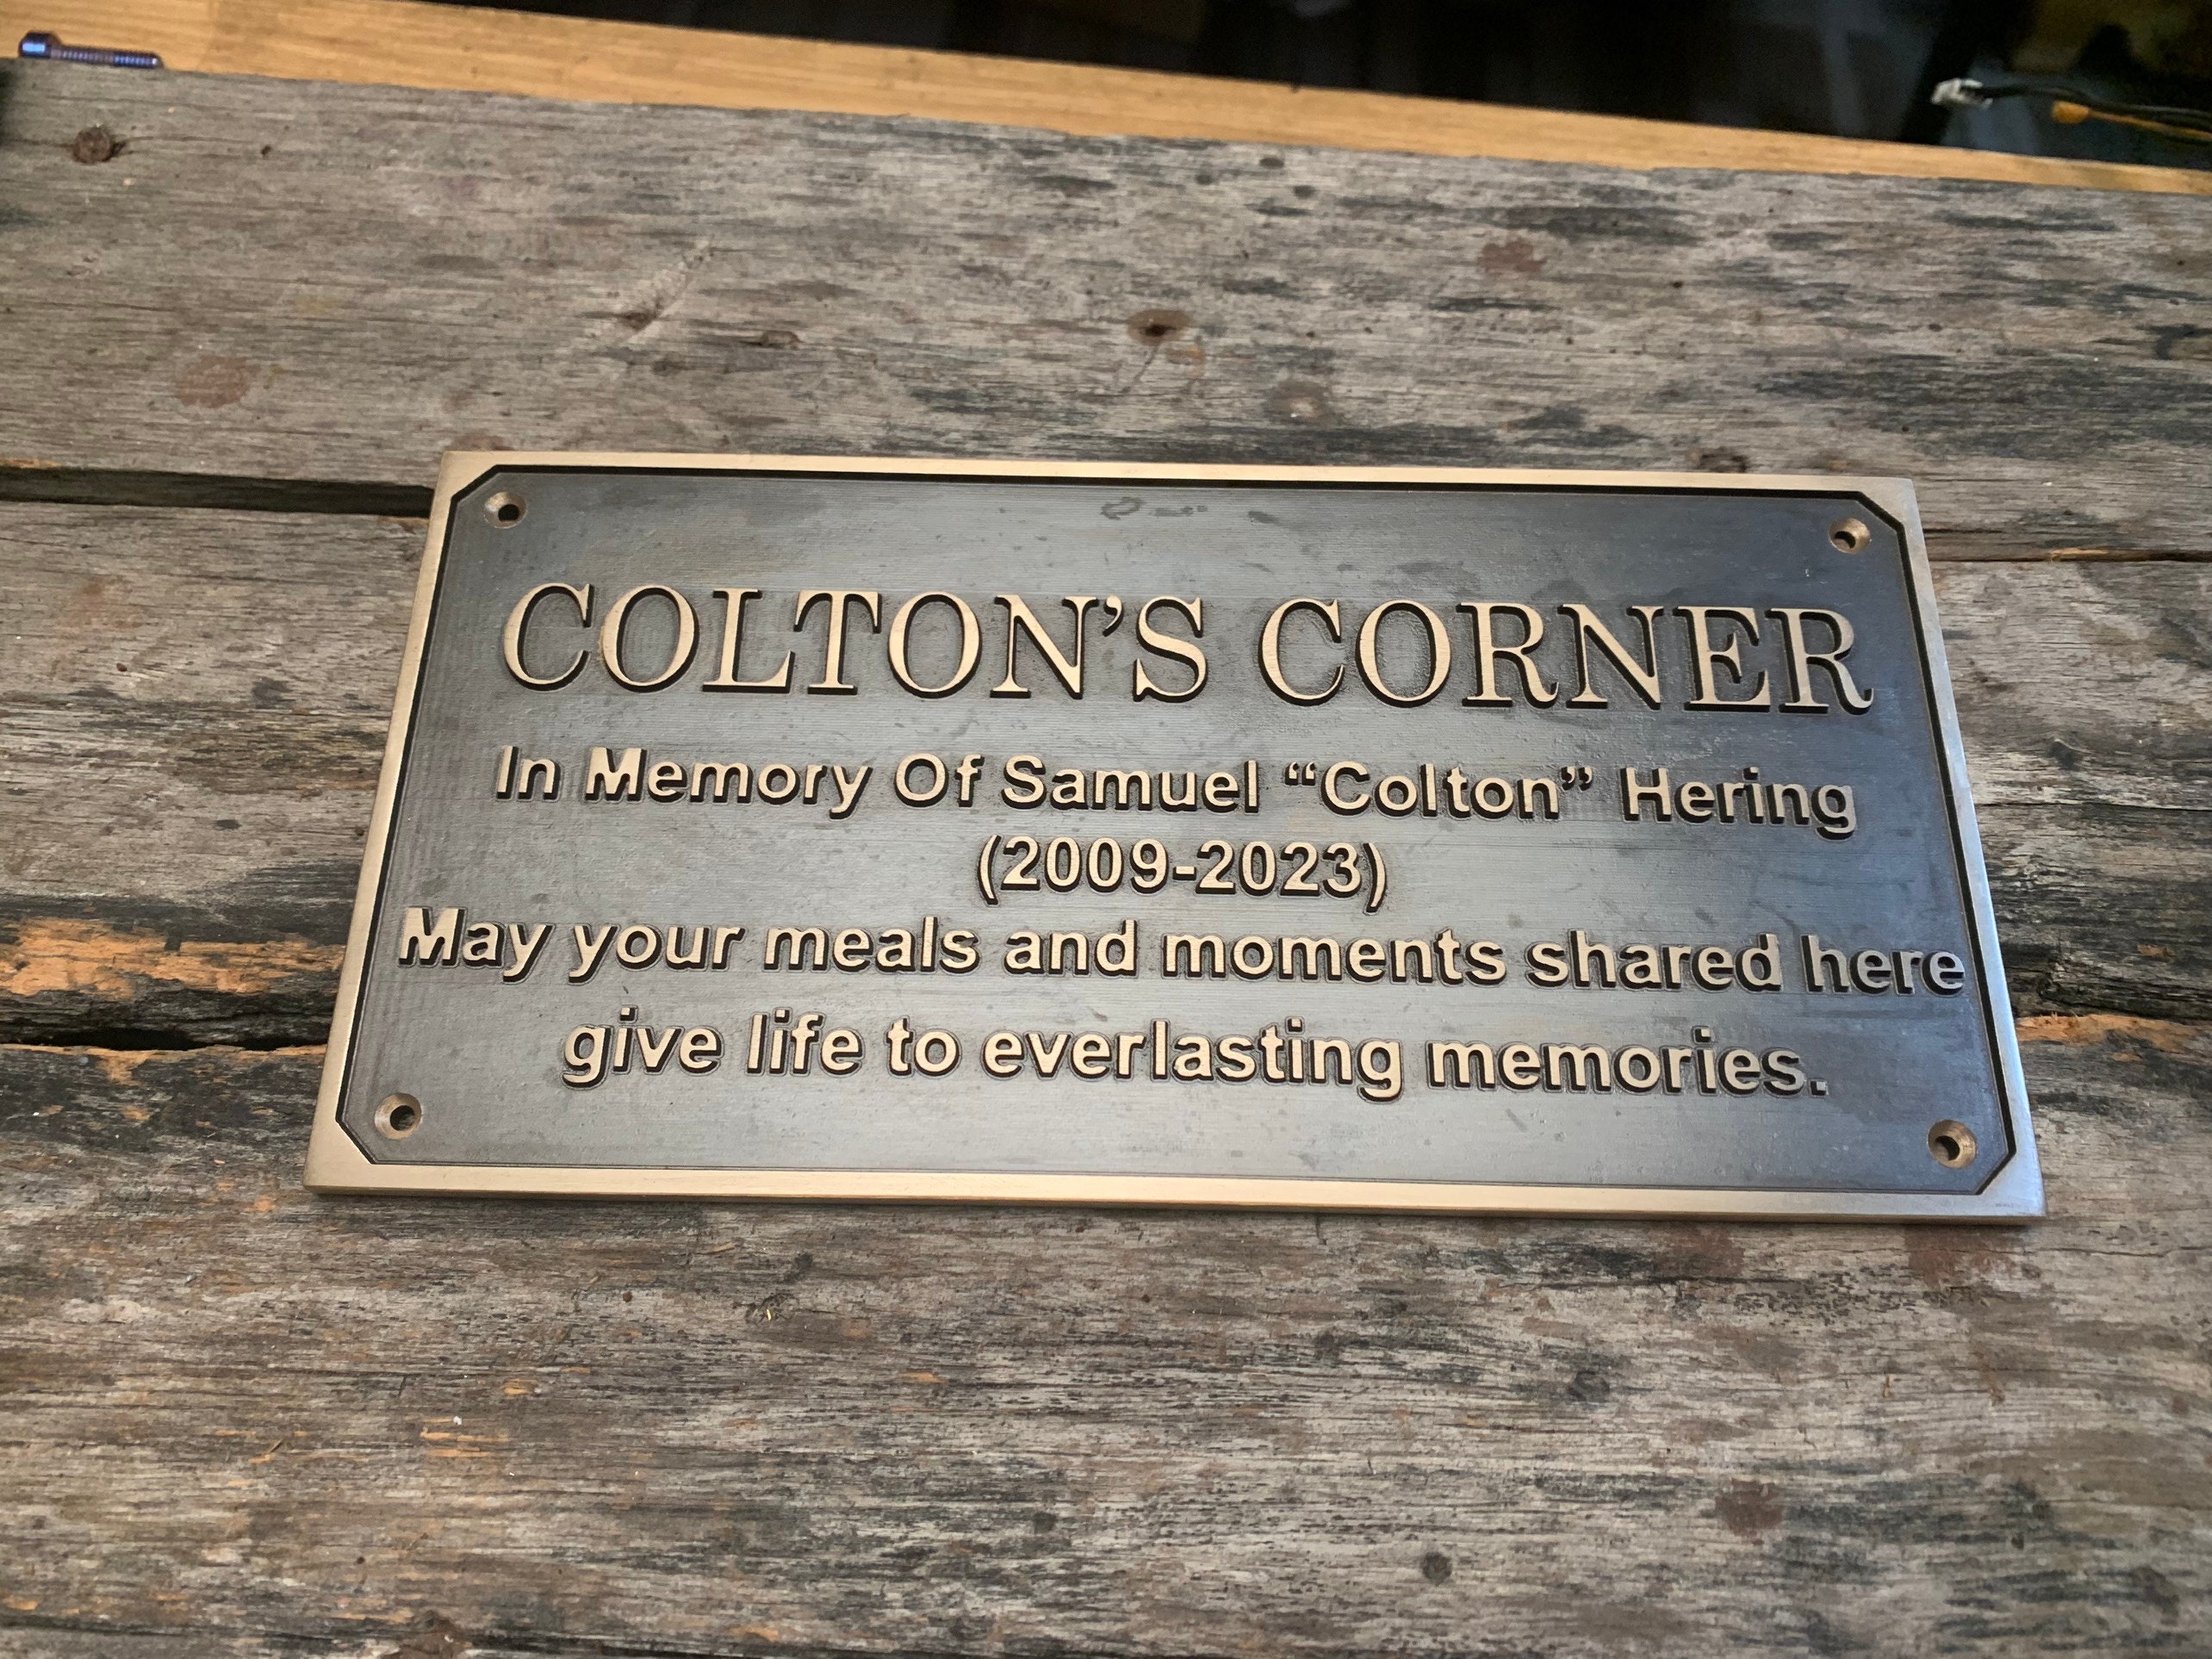 COLTON’S CORNER
In Memory Of Samuel “Colton” Hering
(2009-2023)
May your meals and moments shared here
give life to everlasting memories.